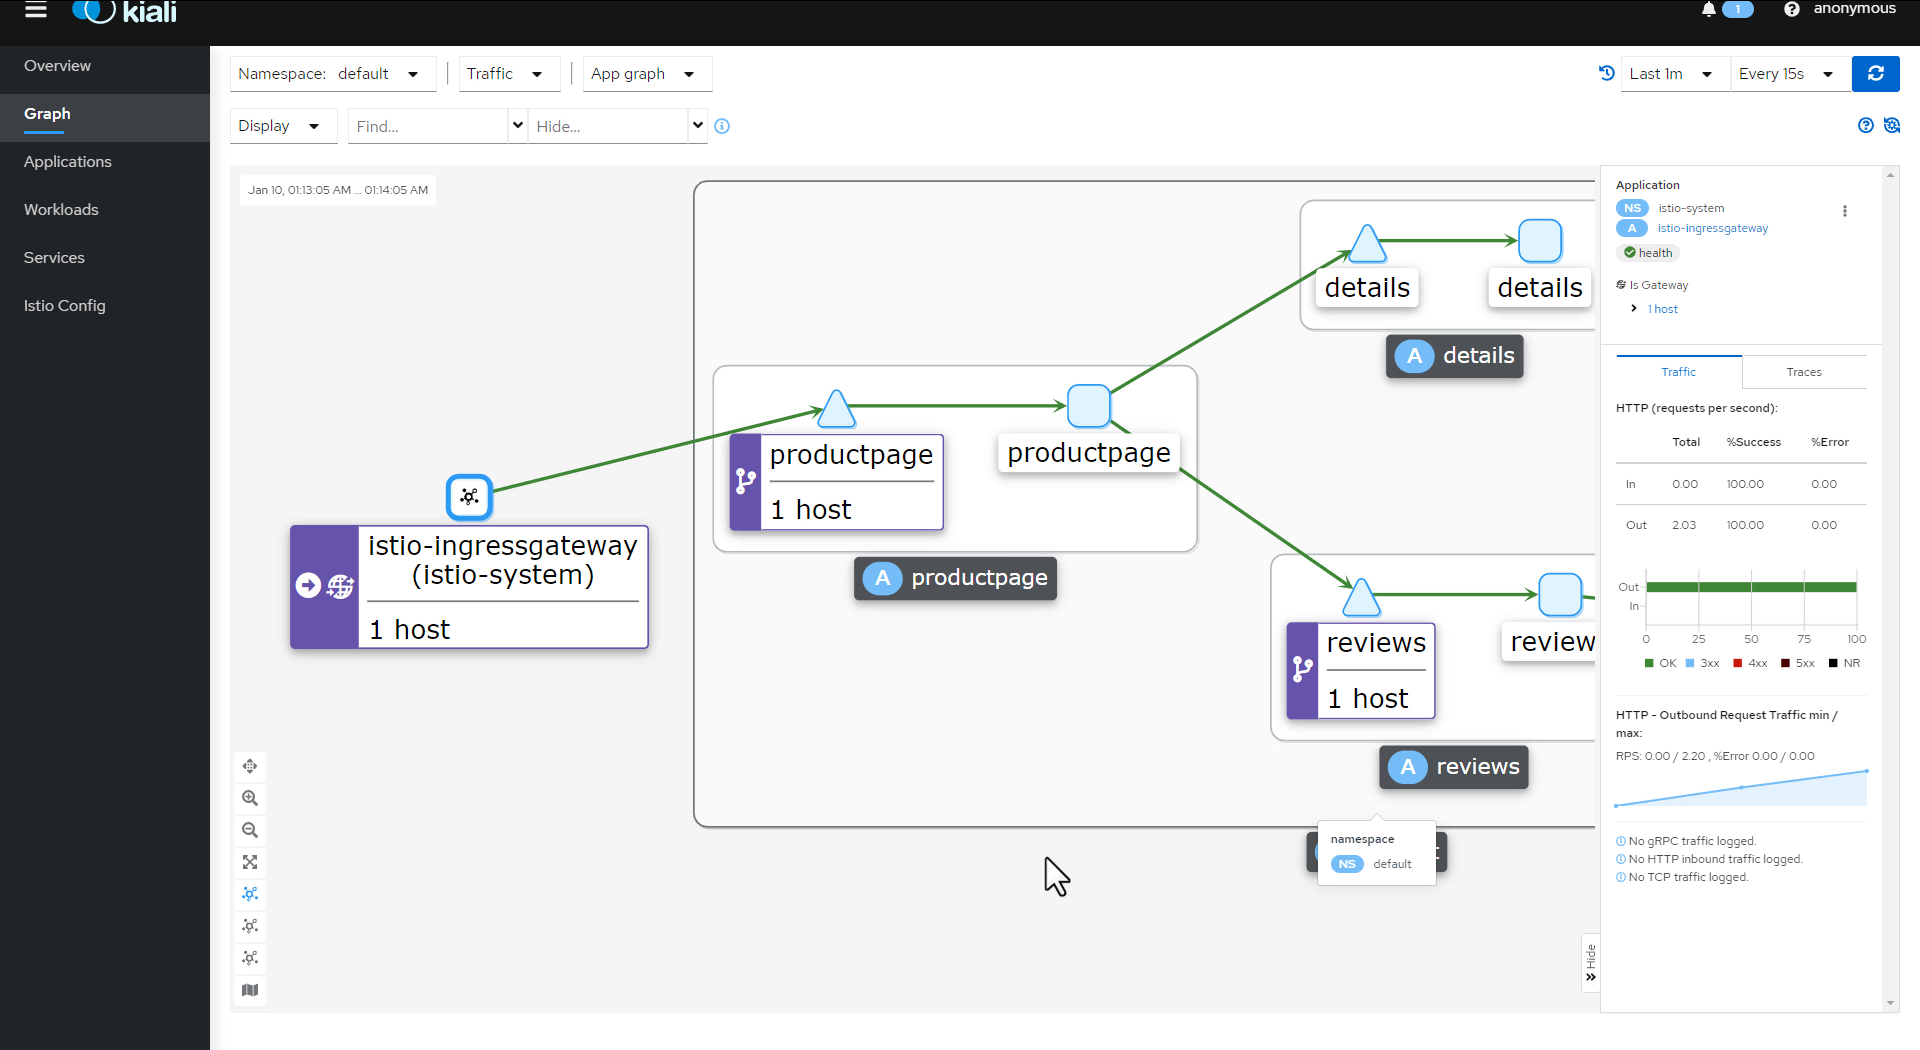 kiali
1
anonymous
Overview
Graph
Applications
Workloads
Services
Istio Config
Namespace: default
Traffic
App graph
Last 1m
Every 15s
Display
Find...
Hide...
Jan 10, 01:13:05 AM ... 01:14:05 AM
details
details
A details
productpage
1 host
productpage
A productpage
istio-ingressgateway
(istio-system)
1 host
reviews
1 host
review
A reviews
namespace
NS default
Hide
Application
NS istio-system
A istio-ingressgateway
health
Is Gateway
1 host
Traffic
Traces
HTTP (requests per second):
Total %Success %Error
In 0.00 100.00 0.00
Out 2.03 100.00 0.00
Out
In
0 25 50 75 100
OK 3xx 4xx 5xx NR
HTTP - Outbound Request Traffic min /
max:
RPS: 0.00 / 2.20 , %Error 0.00 / 0.00
No gRPC traffic logged.
No HTTP inbound traffic logged.
No TCP traffic logged.